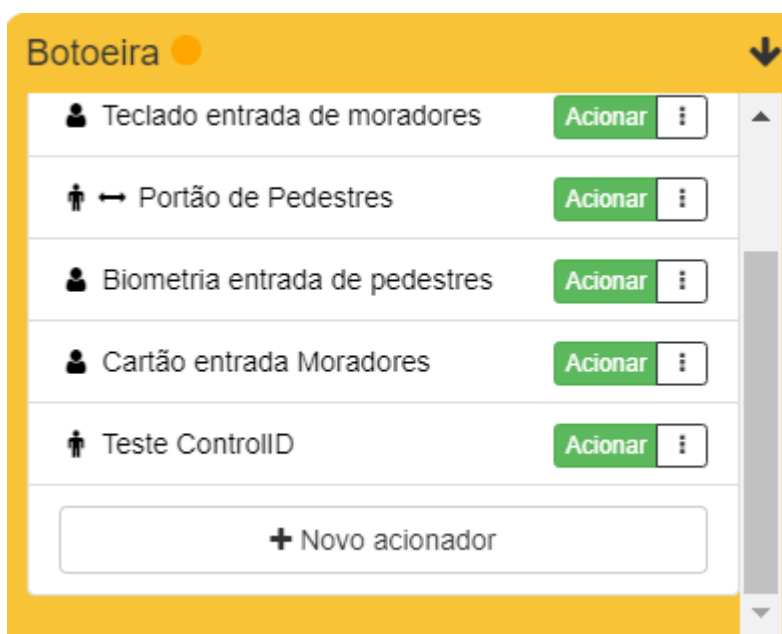 Botoeira
Teclado entrada de moradores Acionar
Portão de Pedestres Acionar
Biometria entrada de pedestres Acionar
Cartão entrada Moradores Acionar
Teste ControlID Acionar
+ Novo acionador